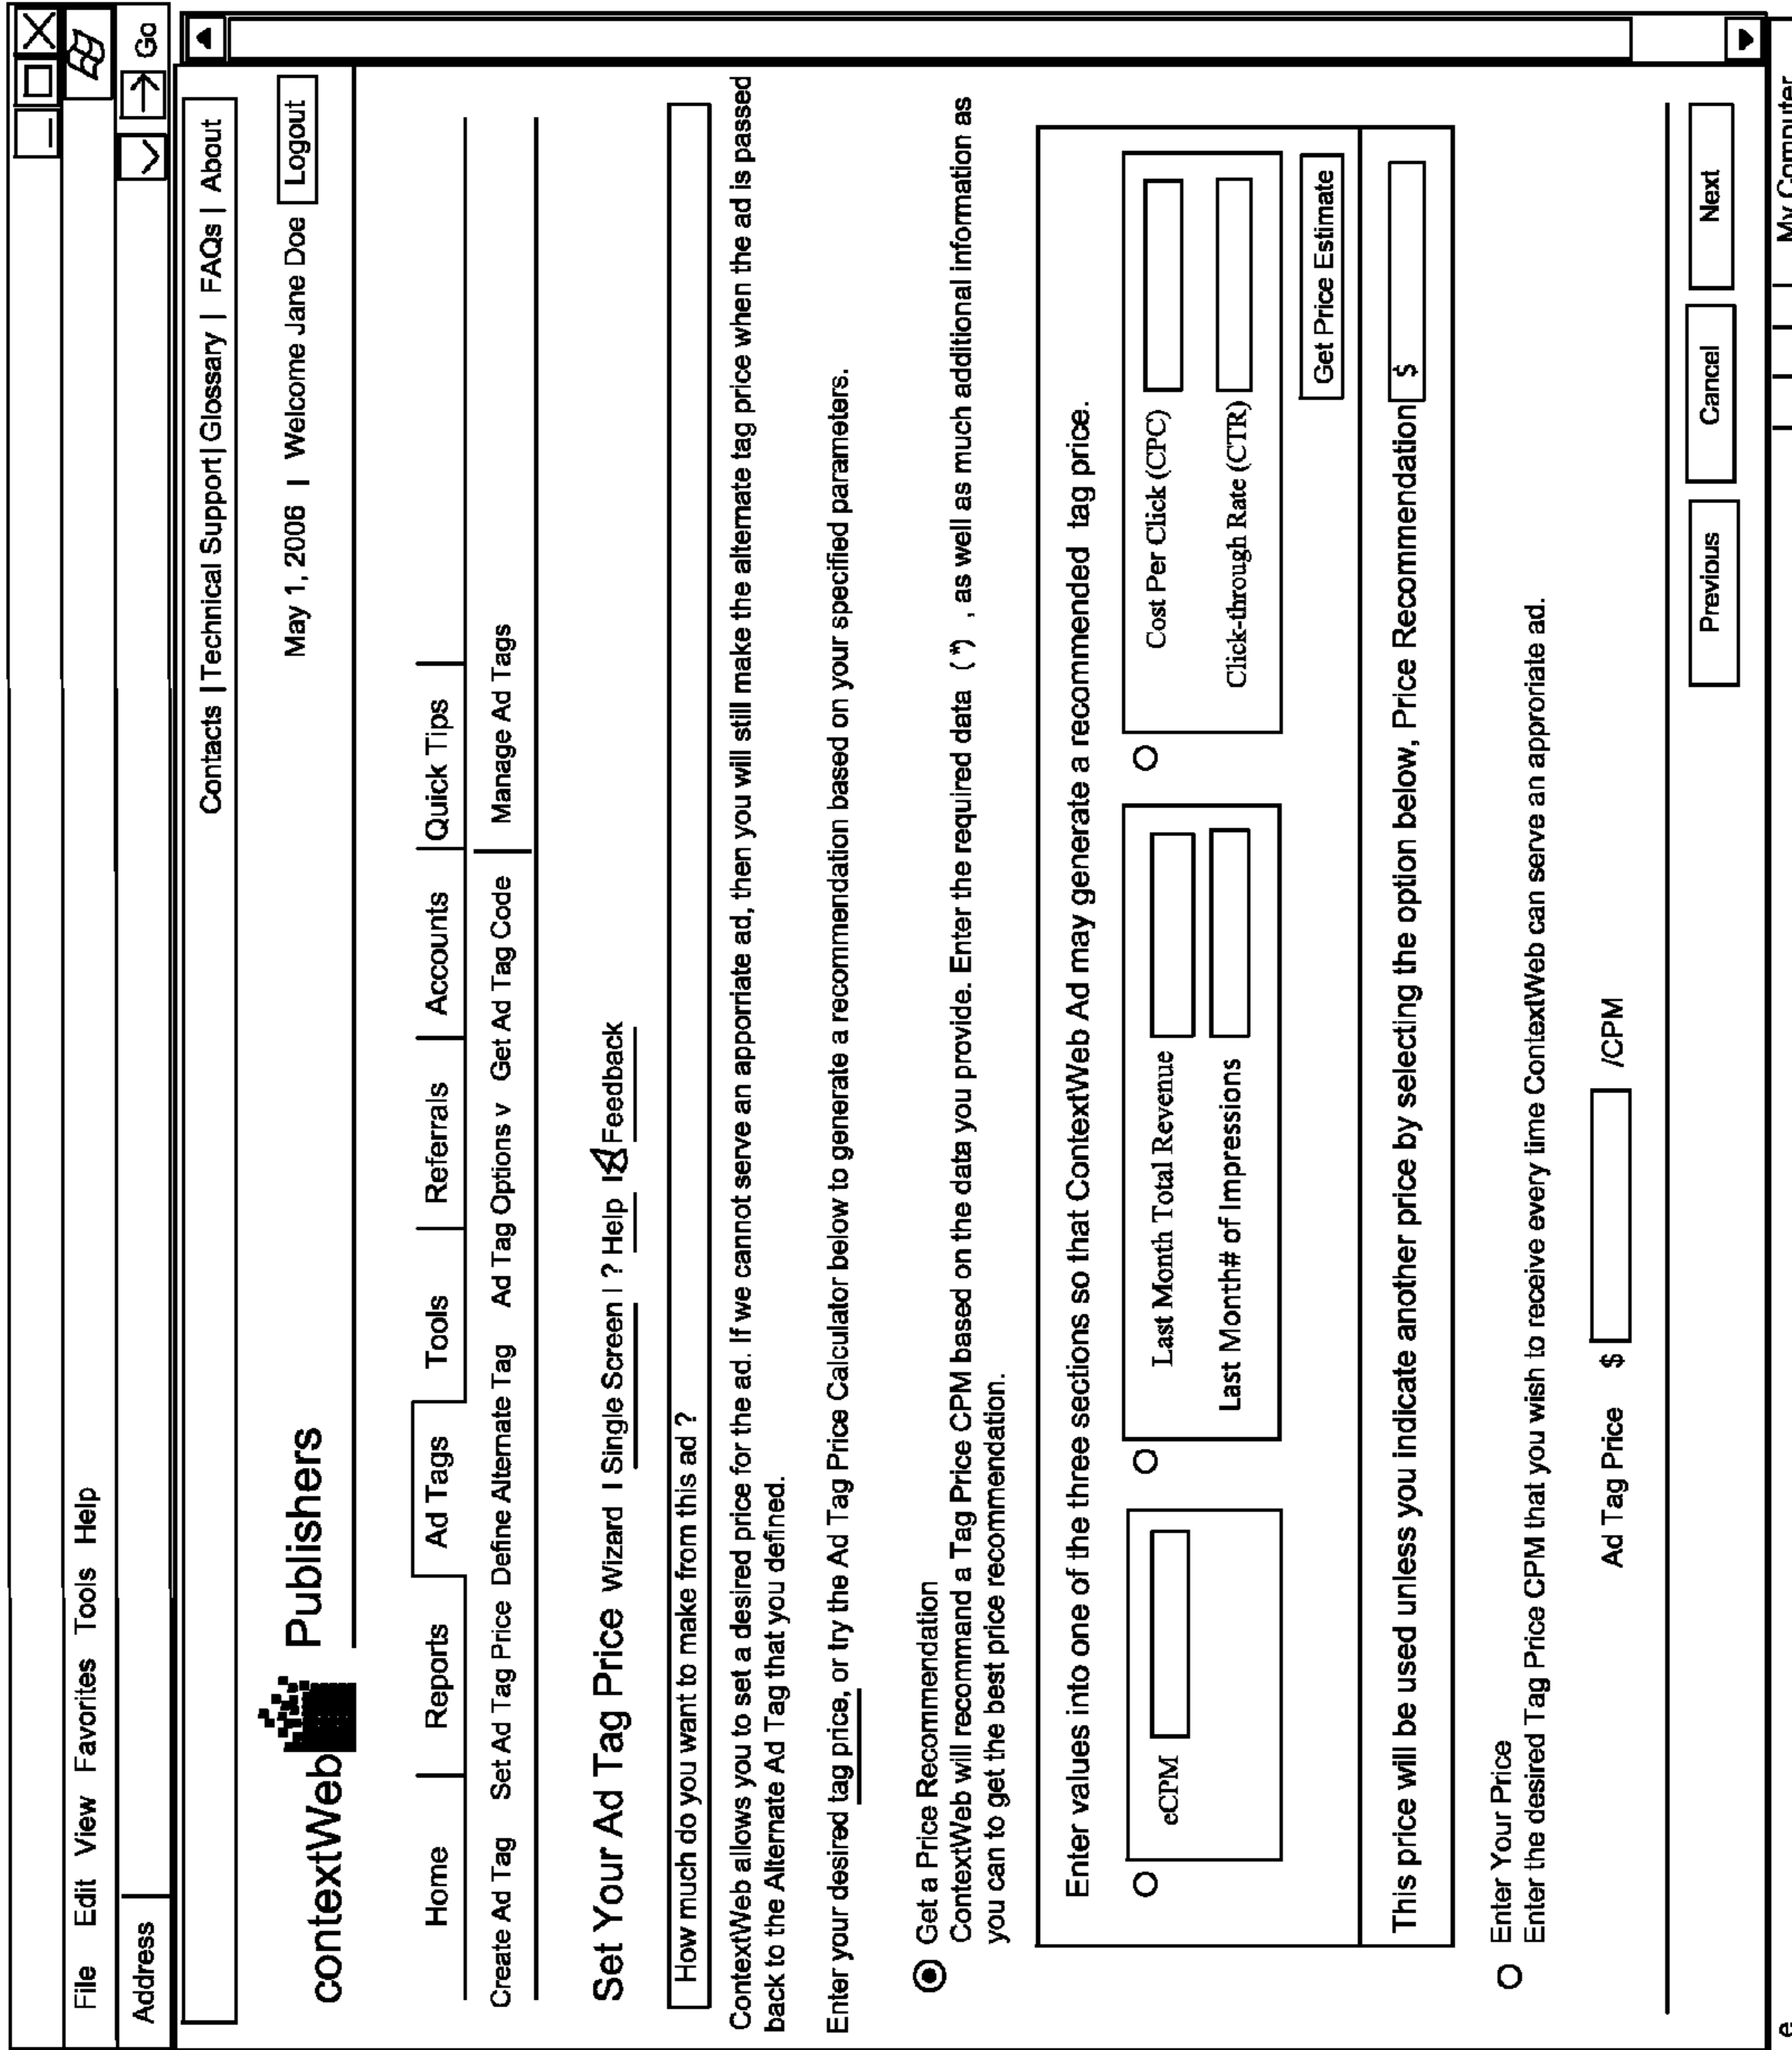 File Edit View Favorites Tools Help
Address
Go
Contacts | Technical Support | Glossary | FAQs | About
contextWeb Publishers
May 1, 2006 | Welcome Jane Doe Logout
Home Reports Ad Tags Tools Referrals Accounts Quick Tips
Create Ad Tag Set Ad Tag Price Define Alternate Tag Ad Tag Options v Get Ad Tag Code Manage Ad Tags
Set Your Ad Tag Price Wizard | Single Screen | ? Help | Feedback
How much do you want to make from this ad ?
ContextWeb allows you to set a desired price for the ad. If we cannot serve an apporiate ad, then you will still make the alternate tag price when the ad is passed
back to the Alternate Ad Tag that you defined.
Enter your desired tag price, or try the Ad Tag Price Calculator below to generate a recommendation based on your specified parameters.
Get a Price Recommendation
ContextWeb will recommand a Tag Price CPM based on the data you provide. Enter the required data (*) , as well as much additional information as
you can to get the best price recommendation.
Enter values into one of the three sections so that ContextWeb Ad may generate a recommended tag price.
eCPM
Last Month Total Revenue
Last Month# of Impressions
Cost Per Click (CPC)
Click-through Rate (CTR)
Get Price Estimate
This price will be used unless you indicate another price by selecting the option below, Price Recommendation $
Enter Your Price
Enter the desired Tag Price CPM that you wish to receive every time ContextWeb can serve an approriate ad.
Ad Tag Price $ /CPM
Previous Cancel Next
e My Computer